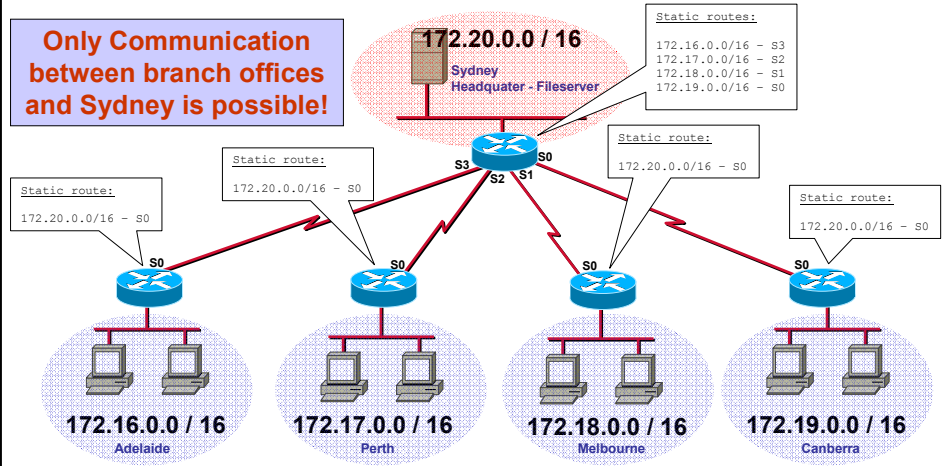 Only Communication
between branch offices
and Sydney is possible!
172.20.0.0 / 16
Sydney
Headquater - Fileserver
Static routes:
172.16.0.0/16 - S3
172.17.0.0/16 - S2
172.18.0.0/16 - S1
172.19.0.0/16 - S0
S3
S2
S1
S0
Static route:
172.20.0.0/16 - S0
Static route:
172.20.0.0/16 - S0
Static route:
172.20.0.0/16 - S0
Static route:
172.20.0.0/16 - S0
S0
S0
S0
S0
172.16.0.0 / 16
Adelaide
172.17.0.0 / 16
Perth
172.18.0.0 / 16
Melbourne
172.19.0.0 / 16
Canberra